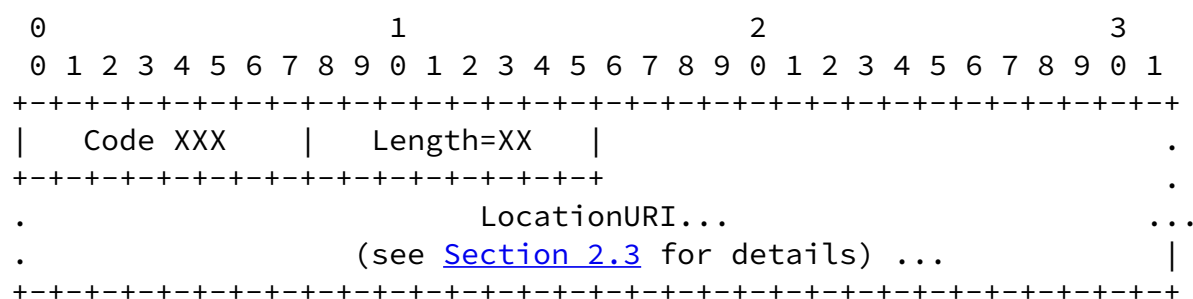 0                   1                   2                   3
 0 1 2 3 4 5 6 7 8 9 0 1 2 3 4 5 6 7 8 9 0 1 2 3 4 5 6 7 8 9 0 1
+-+-+-+-+-+-+-+-+-+-+-+-+-+-+-+-+-+-+-+-+-+-+-+-+-+-+-+-+-+-+-+-+
|   Code XXX    |   Length=XX   |                               .
+-+-+-+-+-+-+-+-+-+-+-+-+-+-+-+-+                               .
.                         LocationURI...                       ...
.                  (see Section 2.3 for details) ...            |
+-+-+-+-+-+-+-+-+-+-+-+-+-+-+-+-+-+-+-+-+-+-+-+-+-+-+-+-+-+-+-+-+